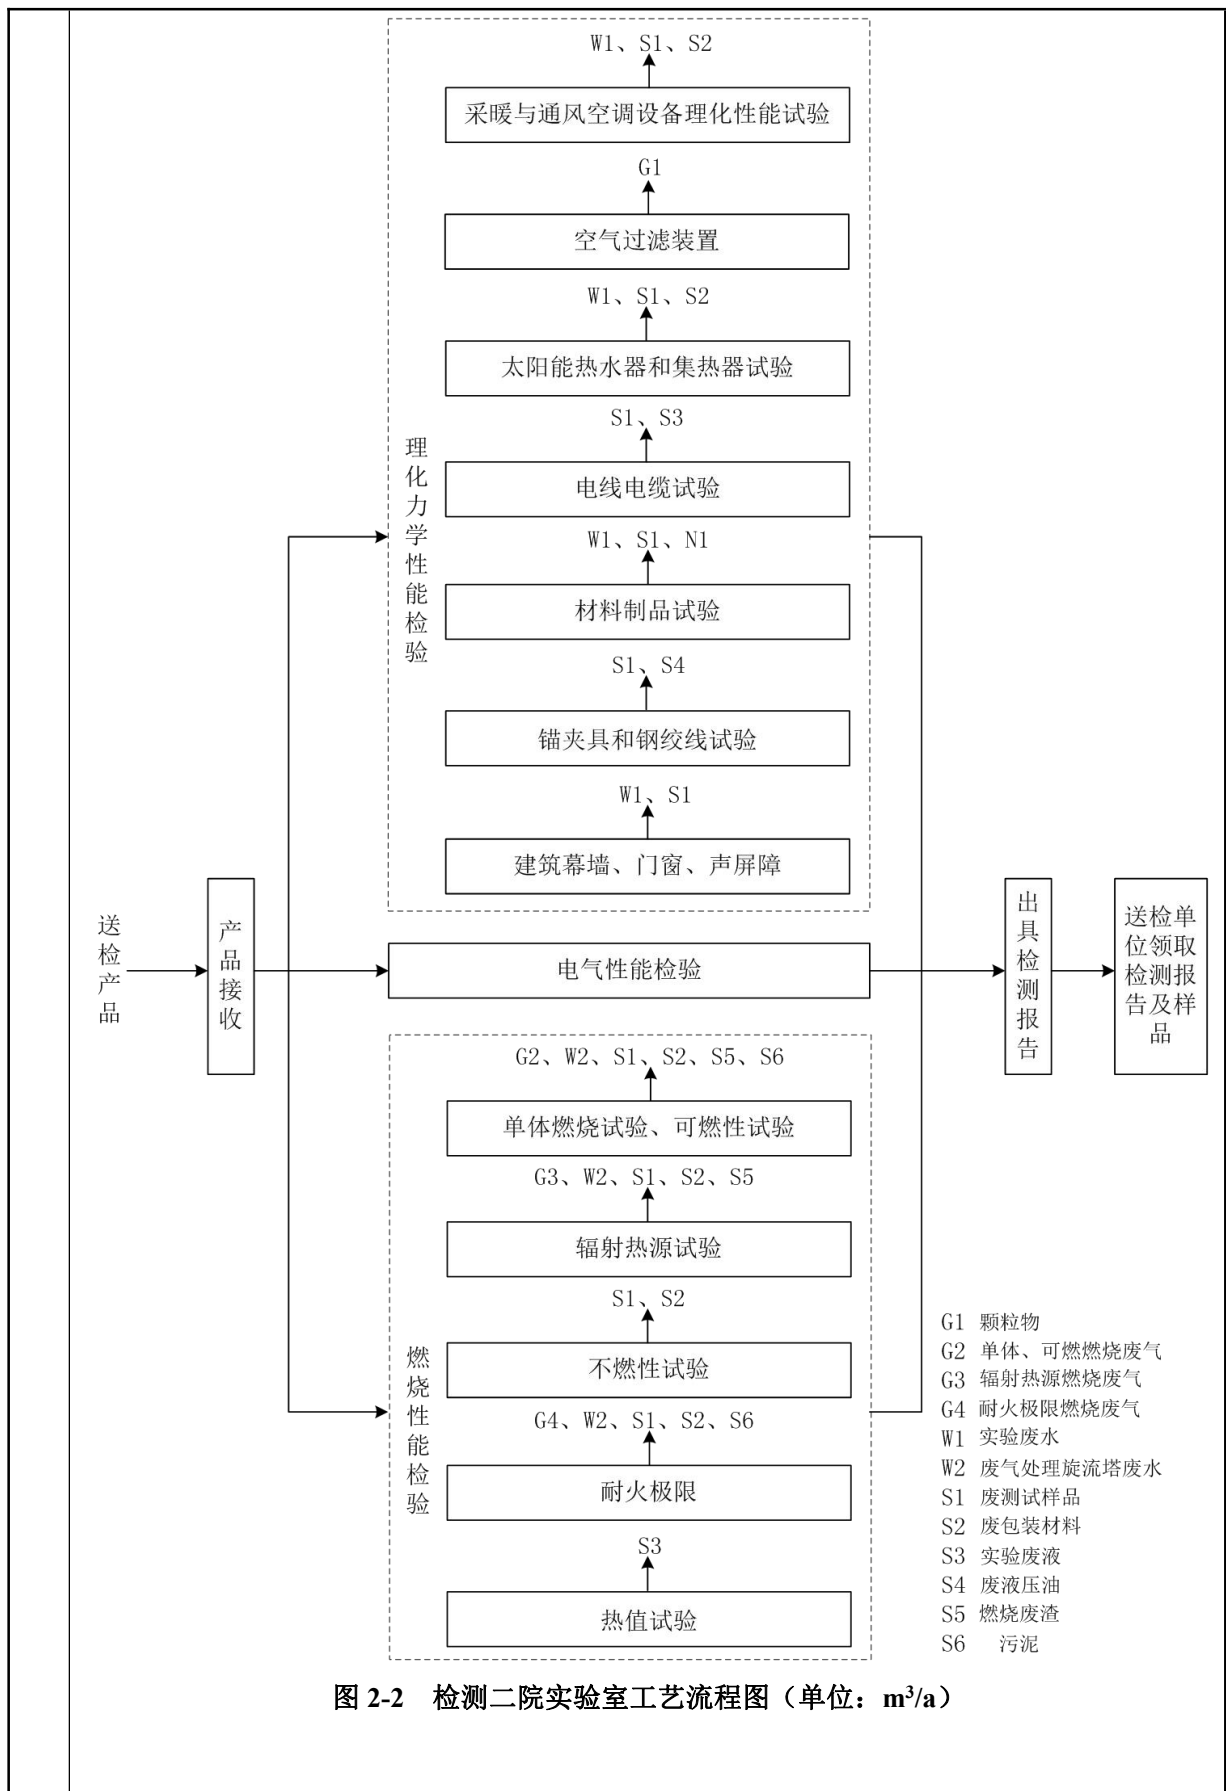 W1、S1、S2
采暖与通风空调设备理化性能试验
G1
空气过滤装置
W1、S1、S2
太阳能热水器和集热器试验
S1、S3
电线电缆试验
W1、S1、N1
材料制品试验
S1、S4
锚夹具和钢绞线试验
W1、S1
建筑幕墙、门窗、声屏障
理化力学性能检验
送检产品
产品接收
电气性能检验
出具检测报告
送检单
位领取
检测报
告及样
品
G2、W2、S1、S2、S5、S6
单体燃烧试验、可燃性试验
G3、W2、S1、S2、S5
辐射热源试验
S1、S2
不燃性试验
G4、W2、S1、S2、S6
耐火极限
S3
热值试验
燃烧性能检验
G1 颗粒物
G2 单体、可燃燃烧废气
G3 辐射热源燃烧废气
G4 耐火极限燃烧废气
W1 实验废水
W2 废气处理旋流塔废水
S1 废测试样品
S2 废包装材料
S3 实验废液
S4 废液压油
S5 燃烧废渣
S6 污泥
图 2-2 检测二院实验室工艺流程图（单位：m³/a）